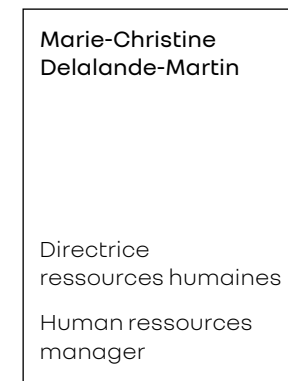 Marie-Christine
Delalande-Martin
Directrice
ressources humaines
Human ressources
manager